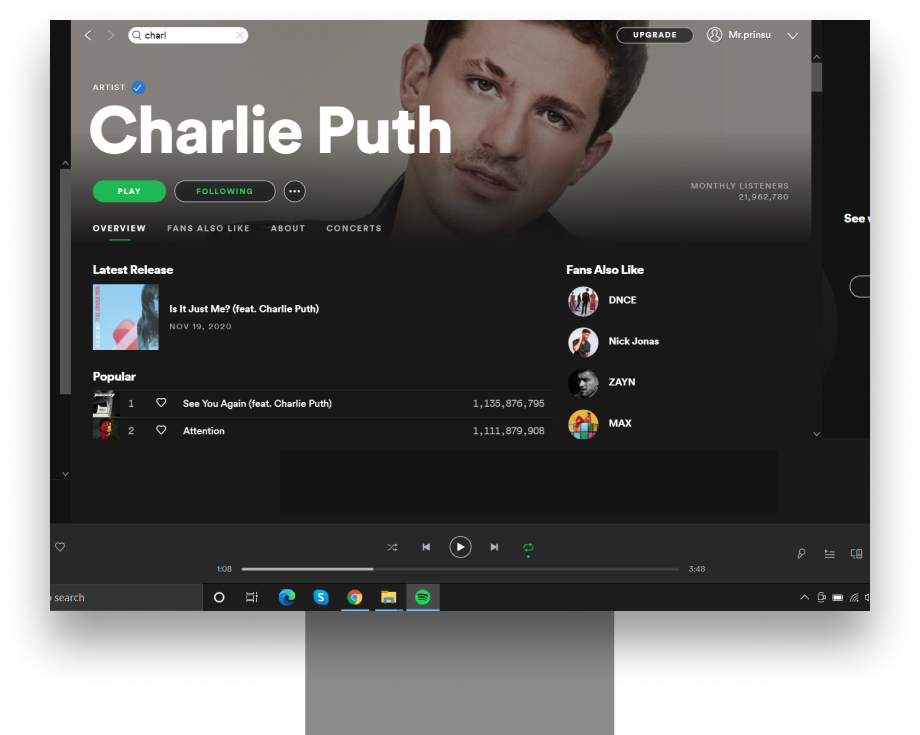 charl
UPGRADE
Mr.prinsu
ARTIST
Charlie Puth
PLAY
FOLLOWING
MONTHLY LISTENERS
21,962,780
OVERVIEW
FANS ALSO LIKE
ABOUT
CONCERTS
See
Latest Release
Is It Just Me? (feat. Charlie Puth)
NOV 19, 2020
Popular
1
See You Again (feat. Charlie Puth)
1,135,876,795
2
Attention
1,111,879,908
Fans Also Like
DNCE
Nick Jonas
ZAYN
MAX
1:08
3:48
search